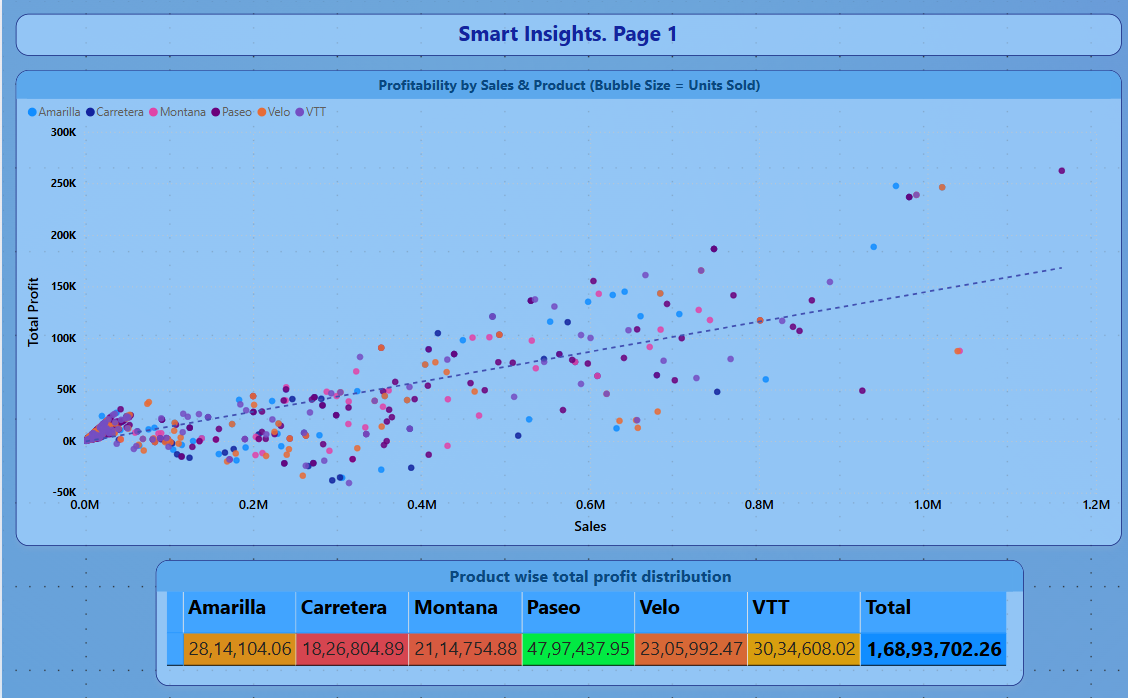 Smart Insights. Page 1
Profitability by Sales & Product (Bubble Size = Units Sold)
Amarilla Carretera Montana Paseo Velo VTT
300K
250K
200K
150K
100K
50K
0K
-50K
Total Profit
0.0M 0.2M 0.4M 0.6M 0.8M 1.0M 1.2M
Sales
Product wise total profit distribution
Amarilla Carretera Montana Paseo Velo VTT Total
28,14,104.06 18,26,804.89 21,14,754.88 47,97,437.95 23,05,992.47 30,34,608.02 1,68,93,702.26